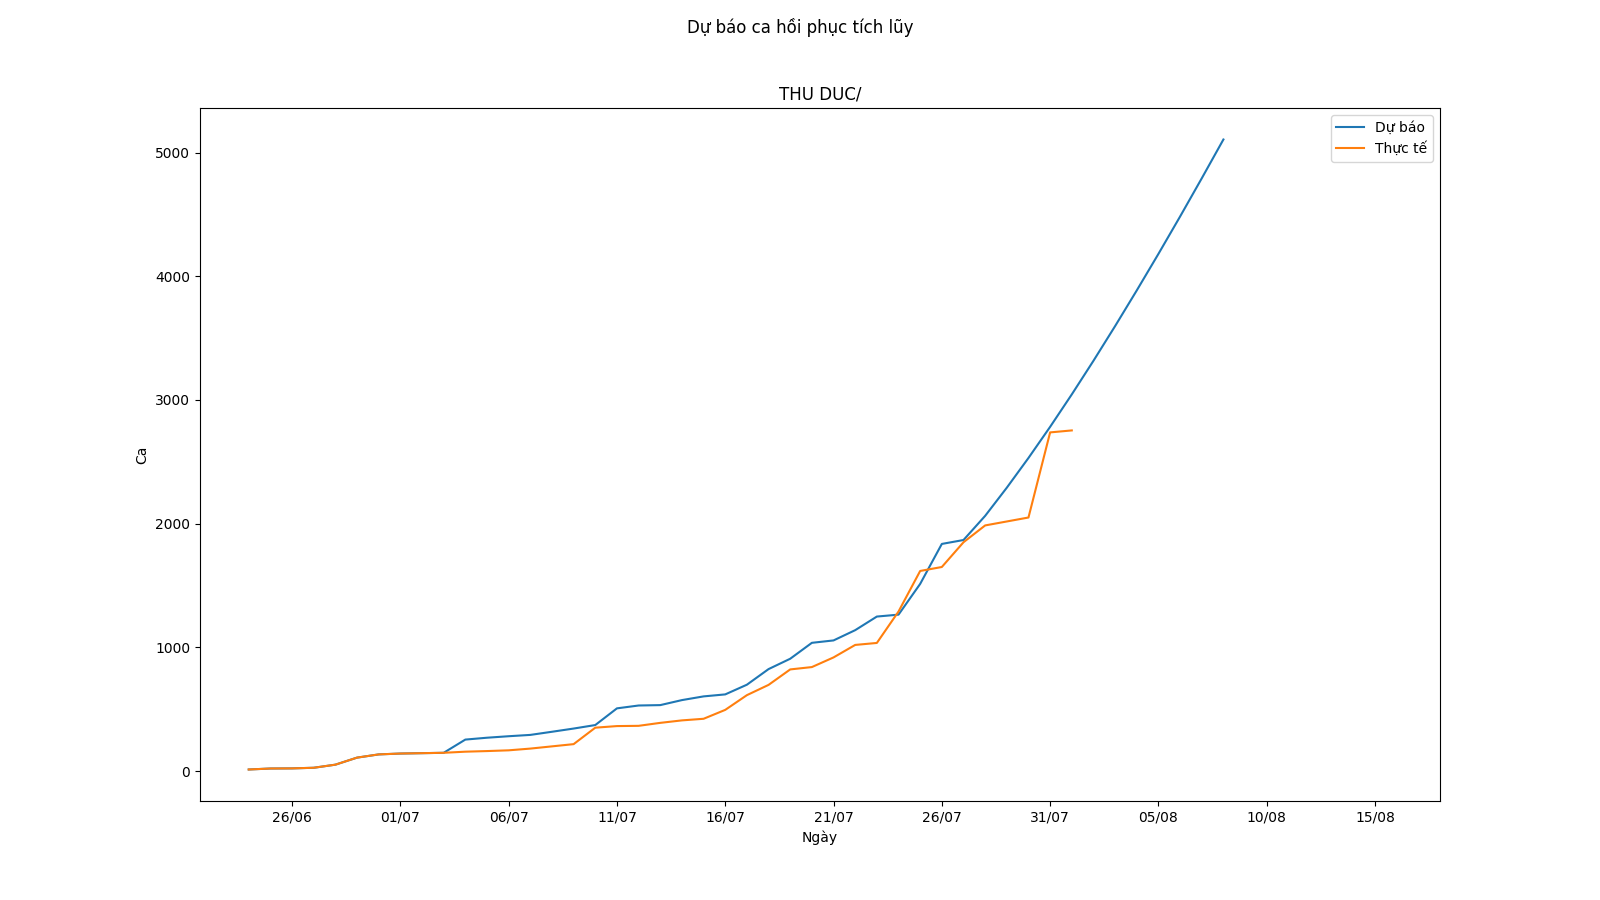 Dự báo ca hồi phục tích lũy
THU DUC/
Dự báo
Thực tế
5000
4000
3000
2000
1000
0
Ca
26/06
01/07
06/07
11/07
16/07
21/07
26/07
31/07
05/08
10/08
15/08
Ngày